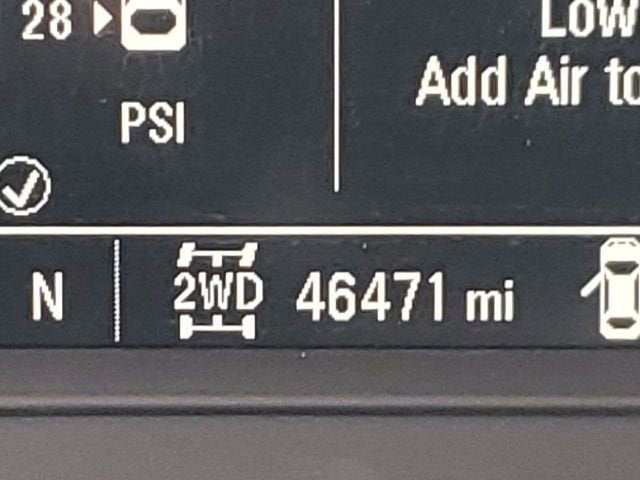 28
Low
Add Air to
PSI
N 2WD 46471 mi